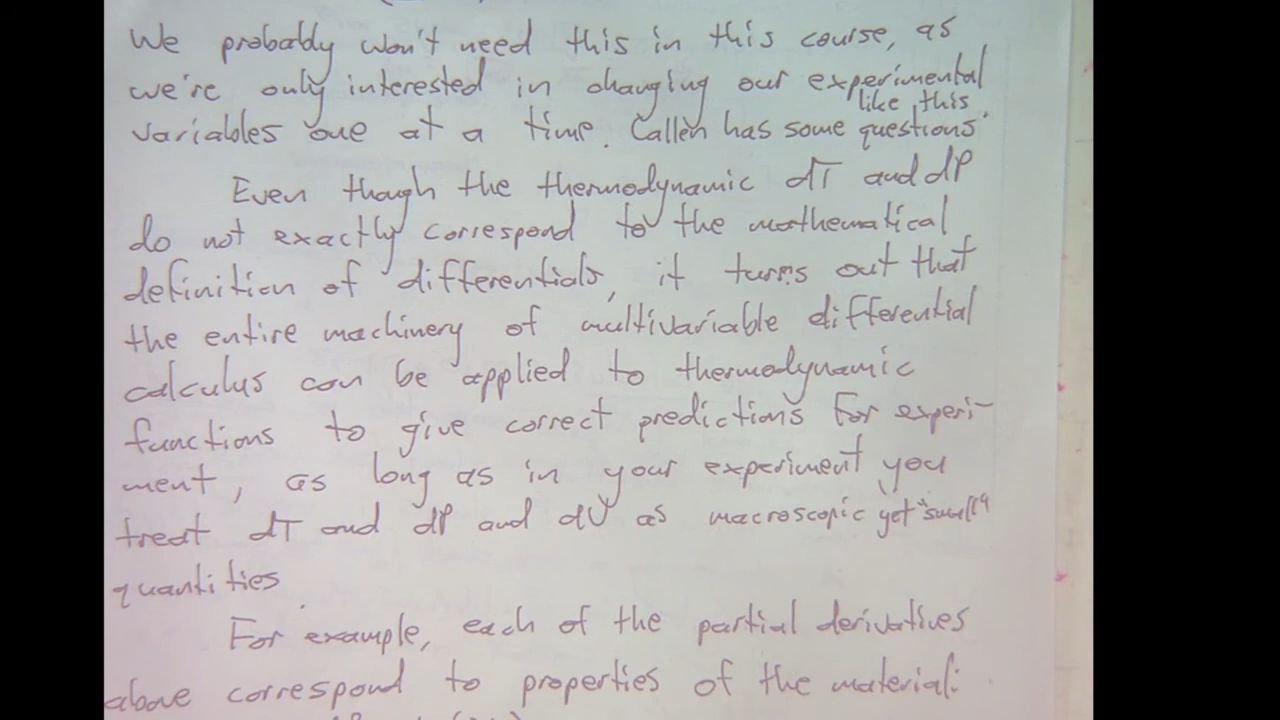 We probably won't need this in this course, as
we're only interested in changing our experimental
variables one at a time. Callen has some questions like this.
Even though the thermodynamic dT and dP
do not exactly correspond to the mathematical
definition of differentials, it turns out that
the entire machinery of multivariable differential
calculus can be applied to thermodynamic
functions to give correct predictions for experi-
ment, as long as in your experiment you
treat dT and dP and dV as macroscopic yet "small"
quantities.
For example, each of the partial derivatives
above correspond to properties of the material: